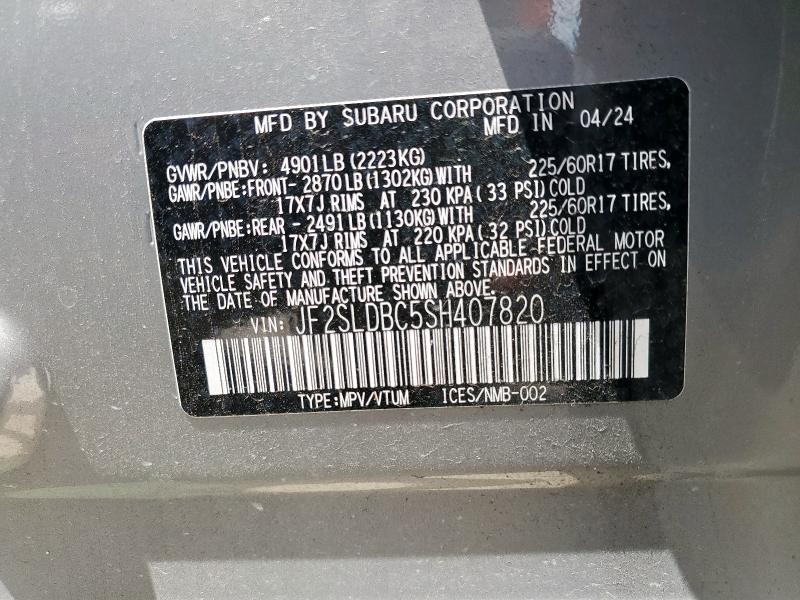 MFD BY SUBARU CORPORATION
MFD IN 04/24
GVWR/PNBV: 4901LB (2223KG)
GAWR/PNBE:FRONT- 2870LB (1302KG) WITH 225/60R17 TIRES,
17X7J RIMS AT 230 KPA ( 33 PSI) COLD
GAWR/PNBE:REAR - 2491LB (1130KG) WITH 225/60R17 TIRES,
17X7J RIMS AT 220 KPA ( 32 PSI) COLD
THIS VEHICLE CONFORMS TO ALL APPLICABLE FEDERAL MOTOR
VEHICLE SAFETY AND THEFT PREVENTION STANDARDS IN EFFECT ON
THE DATE OF MANUFACTURE SHOWN ABOVE.
VIN: JF2SLDBC5SH407820
TYPE:MPV/VTUM ICES/NMB-002